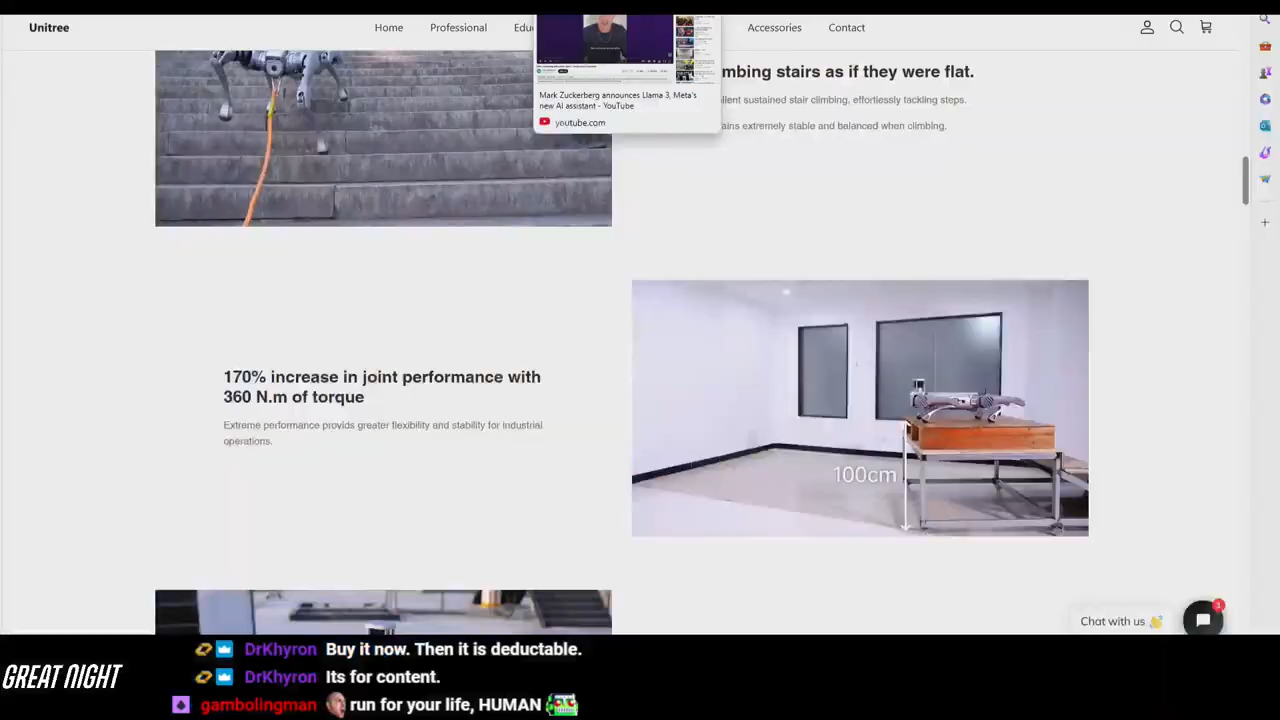 Unitree
Home
Professional
Accessories
Contact
Mark Zuckerberg announces Llama 3, Meta's
new AI assistant - YouTube
youtube.com
mbing stairs as if they were flat.
llent sustained stair climbing, effortlessly tackling steps.
ains extremely stable and balanced when climbing.
170% increase in joint performance with
360 N.m of torque
Extreme performance provids greater flexibility and stability for industrial
operations.
100cm
Chat with us
1
GREAT NIGHT
DrKhyron Buy it now. Then it is deductable.
DrKhyron Its for content.
gambolingman run for your life, HUMAN